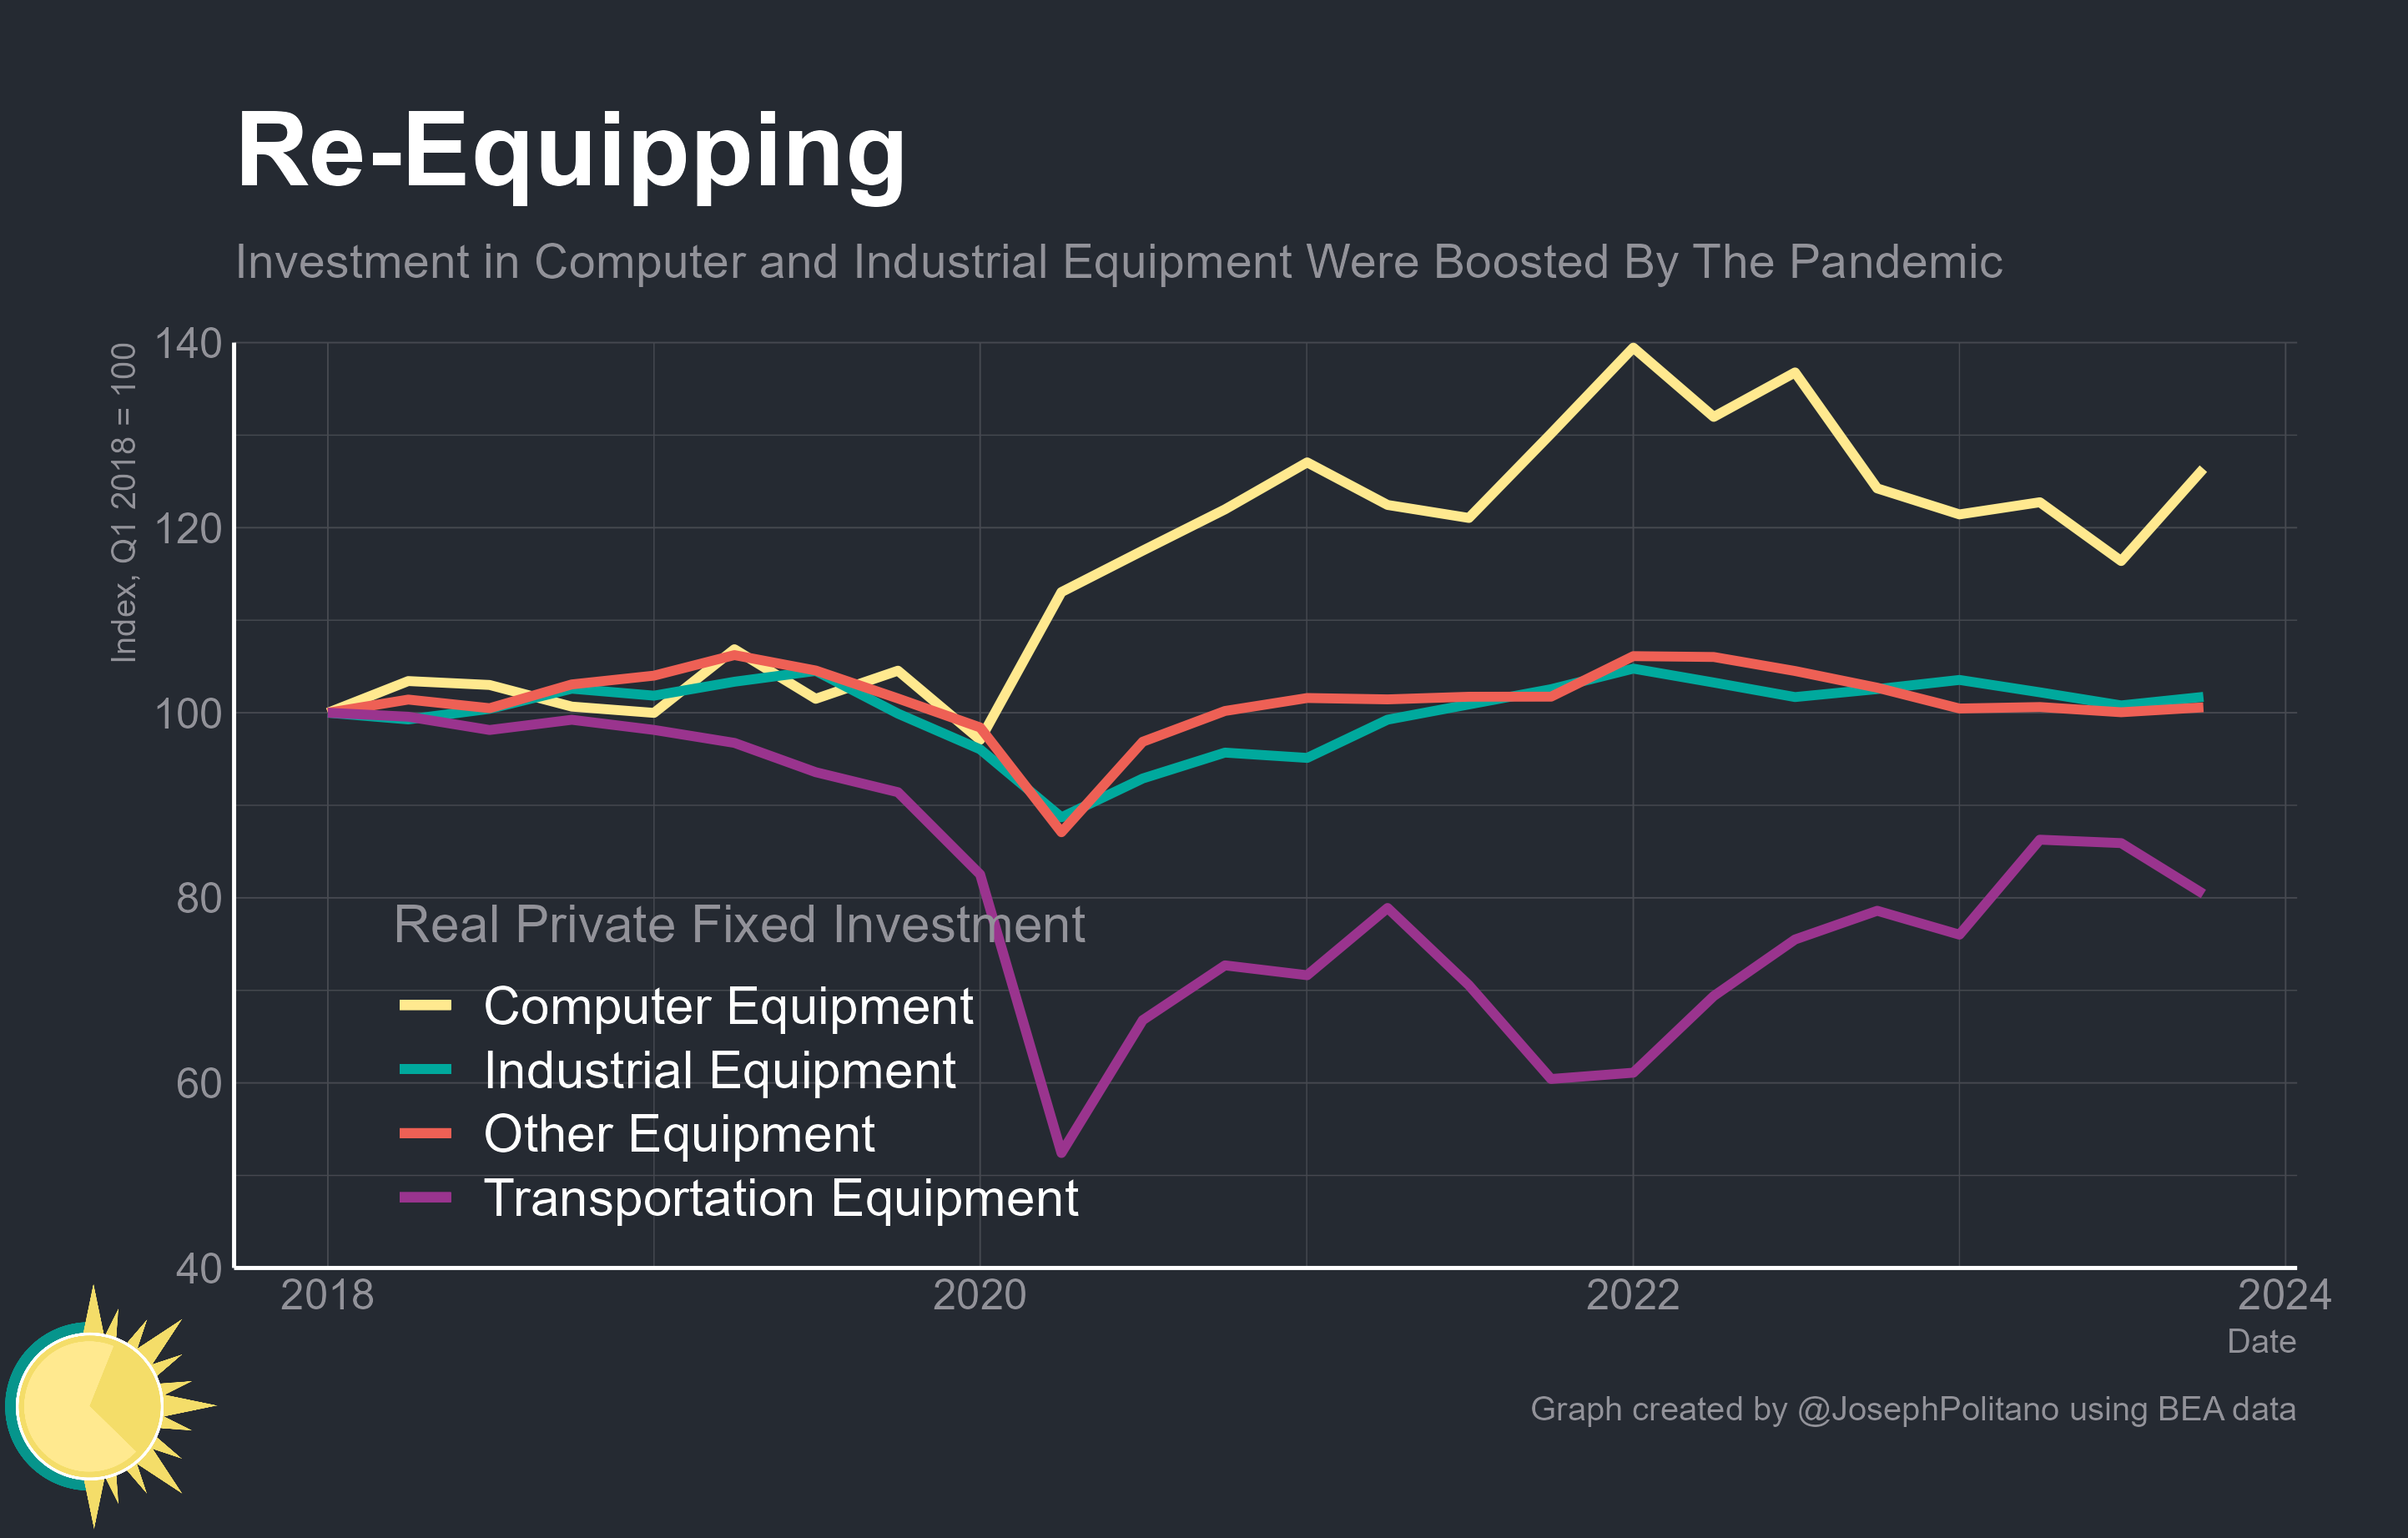 Re-Equipping
Investment in Computer and Industrial Equipment Were Boosted By The Pandemic
Index, Q1 2018 = 100
140
120
100
80
60
40
Real Private Fixed Investment
Computer Equipment
Industrial Equipment
Other Equipment
Transportation Equipment
2018
2020
2022
2024
Date
Graph created by @JosephPolitano using BEA data